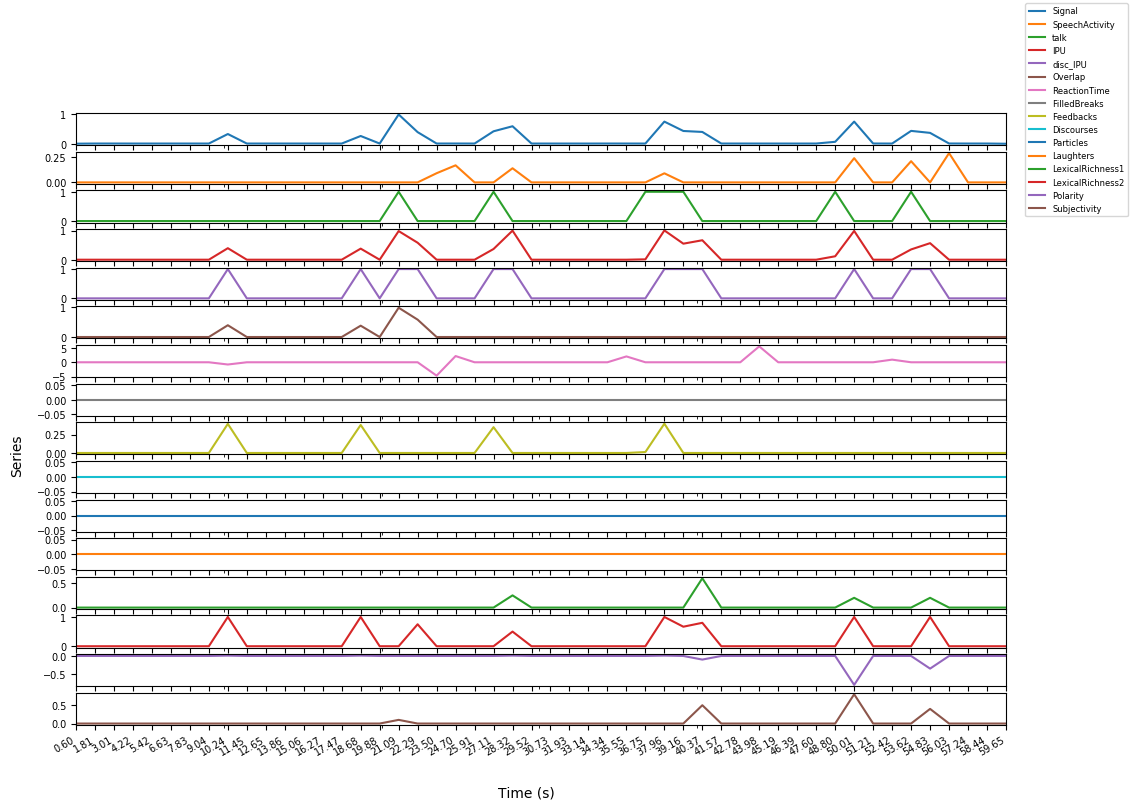 Signal
SpeechActivity
talk
IPU
disc_IPU
Overlap
ReactionTime
FilledBreaks
Feedbacks
Discourses
Particles
Laughters
LexicalRichness1
LexicalRichness2
Polarity
Subjectivity
1
0
0.25
0.00
1
0
1
0
1
0
1
0
5
0
−5
0.05
0.00
−0.05
0.25
0.00
0.05
0.00
−0.05
0.05
0.00
−0.05
0.05
0.00
−0.05
0.5
0.0
1
0
0.0
−0.5
0.5
0.0
Series
0.60 1.81 3.01 4.22 5.42 6.63 7.83 9.04 10.24 11.45 12.65 13.86 15.06 16.27 17.47 18.68 19.88 21.09 22.29 23.50 24.70 25.91 27.11 28.32 29.52 30.73 31.93 33.14 34.34 35.55 36.75 37.96 39.16 40.37 41.57 42.78 43.98 45.19 46.39 47.60 48.80 50.01 51.21 52.42 53.62 54.83 56.03 57.24 58.44 59.65
Time (s)